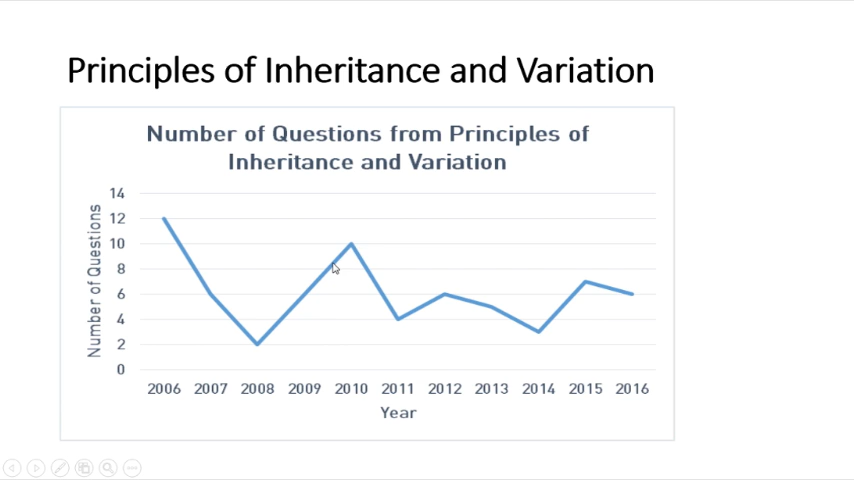 Principles of Inheritance and Variation
Number of Questions from Principles of
Inheritance and Variation
Number of Questions
14
12
10
8
6
4
2
0
2006 2007 2008 2009 2010 2011 2012 2013 2014 2015 2016
Year